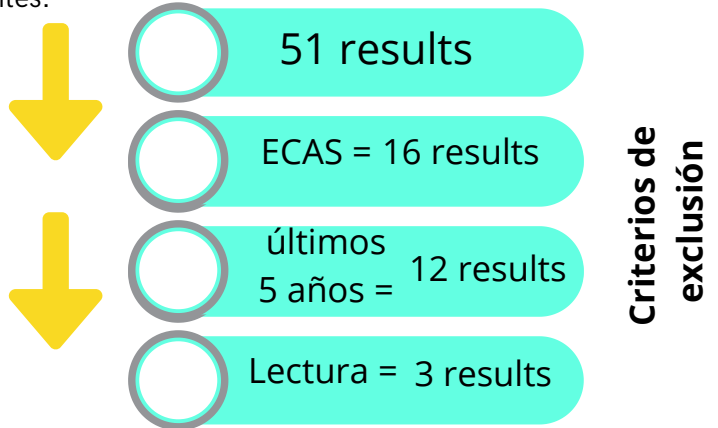 51 results
ECAS = 16 results
últimos
5 años = 12 results
Lectura = 3 results
Criterios de
exclusión